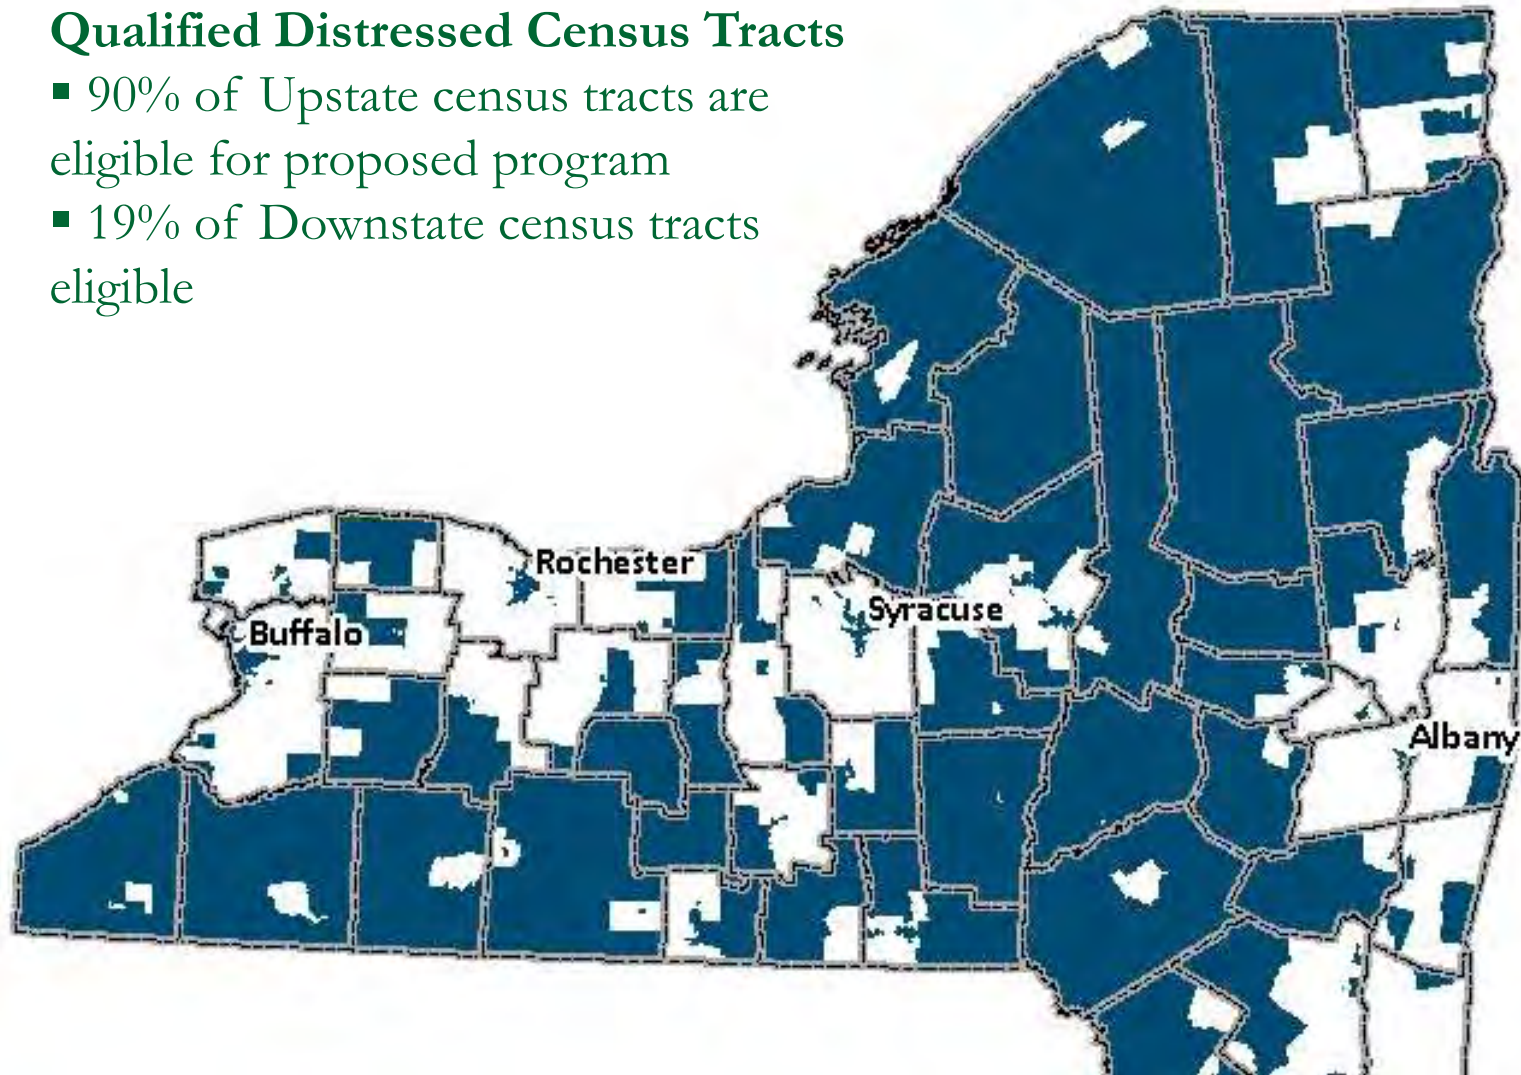 Qualified Distressed Census Tracts
▪ 90% of Upstate census tracts are
eligible for proposed program
▪ 19% of Downstate census tracts
eligible
Rochester
Syracuse
Buffalo
Albany